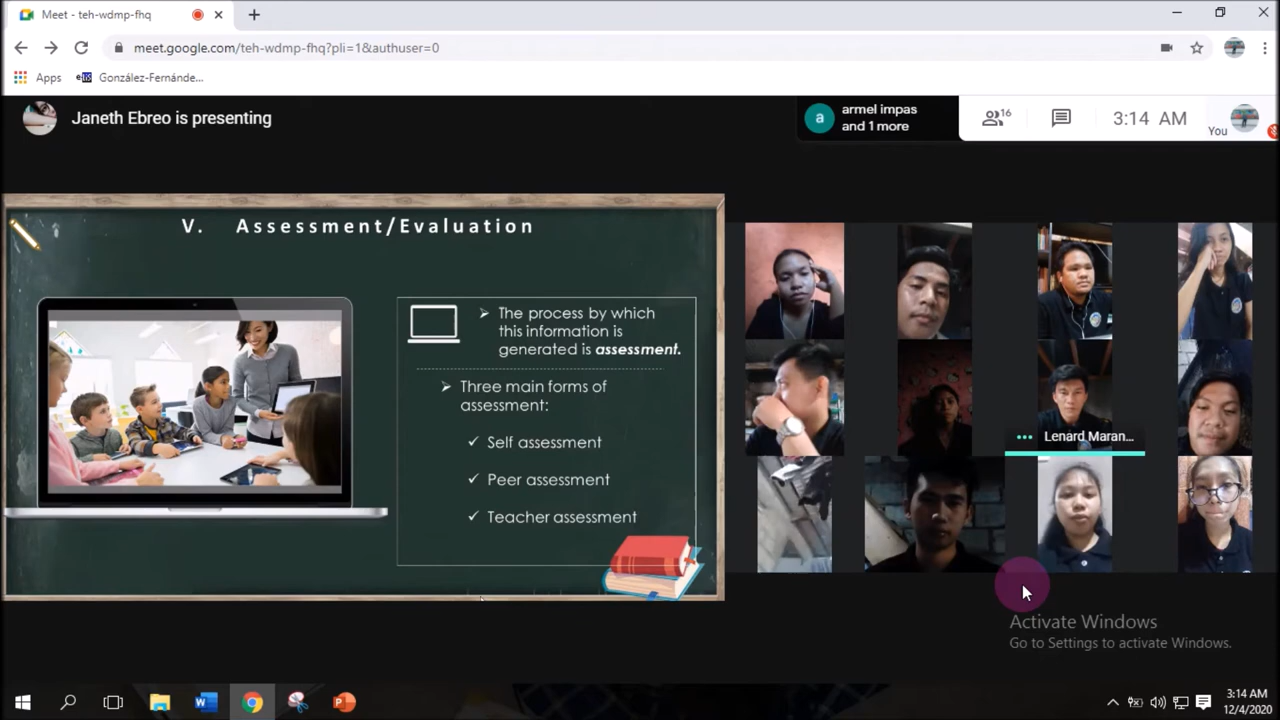 Meet - teh-wdmp-fhq
meet.google.com/teh-wdmp-fhq?pli=1&authuser=0
Apps
González-Fernánde...
Janeth Ebreo is presenting
a
armel impas
and 1 more
16
3:14 AM
You
V. Assessment/Evaluation
The process by which
this information is
generated is assessment.
Three main forms of
assessment:
Self assessment
Peer assessment
Teacher assessment
Lenard Maran...
Activate Windows
Go to Settings to activate Windows.
3:14 AM
12/4/2020